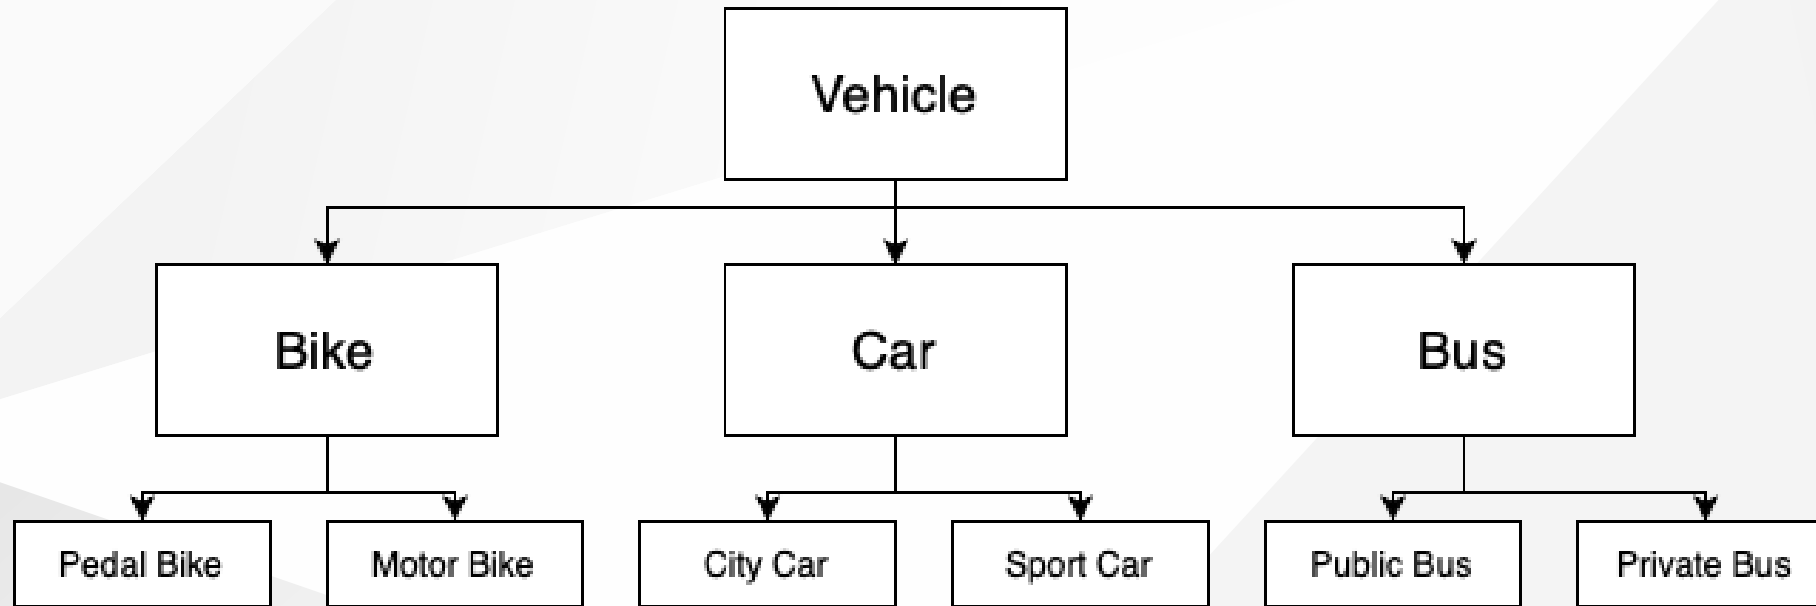 Vehicle
Bike
Car
Bus
Pedal Bike
Motor Bike
City Car
Sport Car
Public Bus
Private Bus